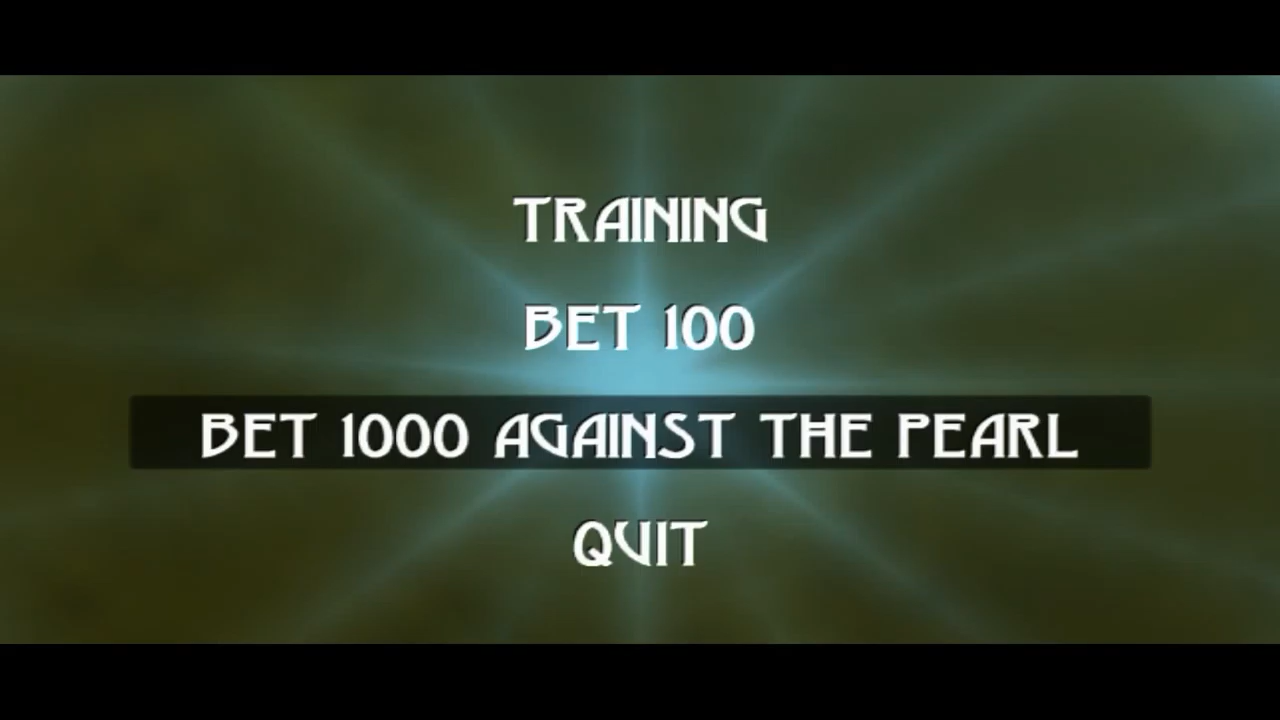 TRAINING
BET 100
BET 1000 AGAINST THE PEARL
QUIT